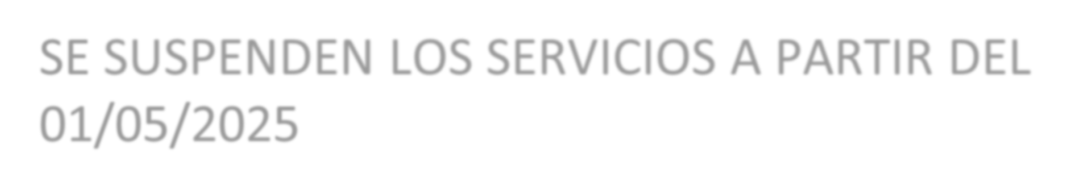 SE SUSPENDEN LOS SERVICIOS A PARTIR DEL
01/05/2025